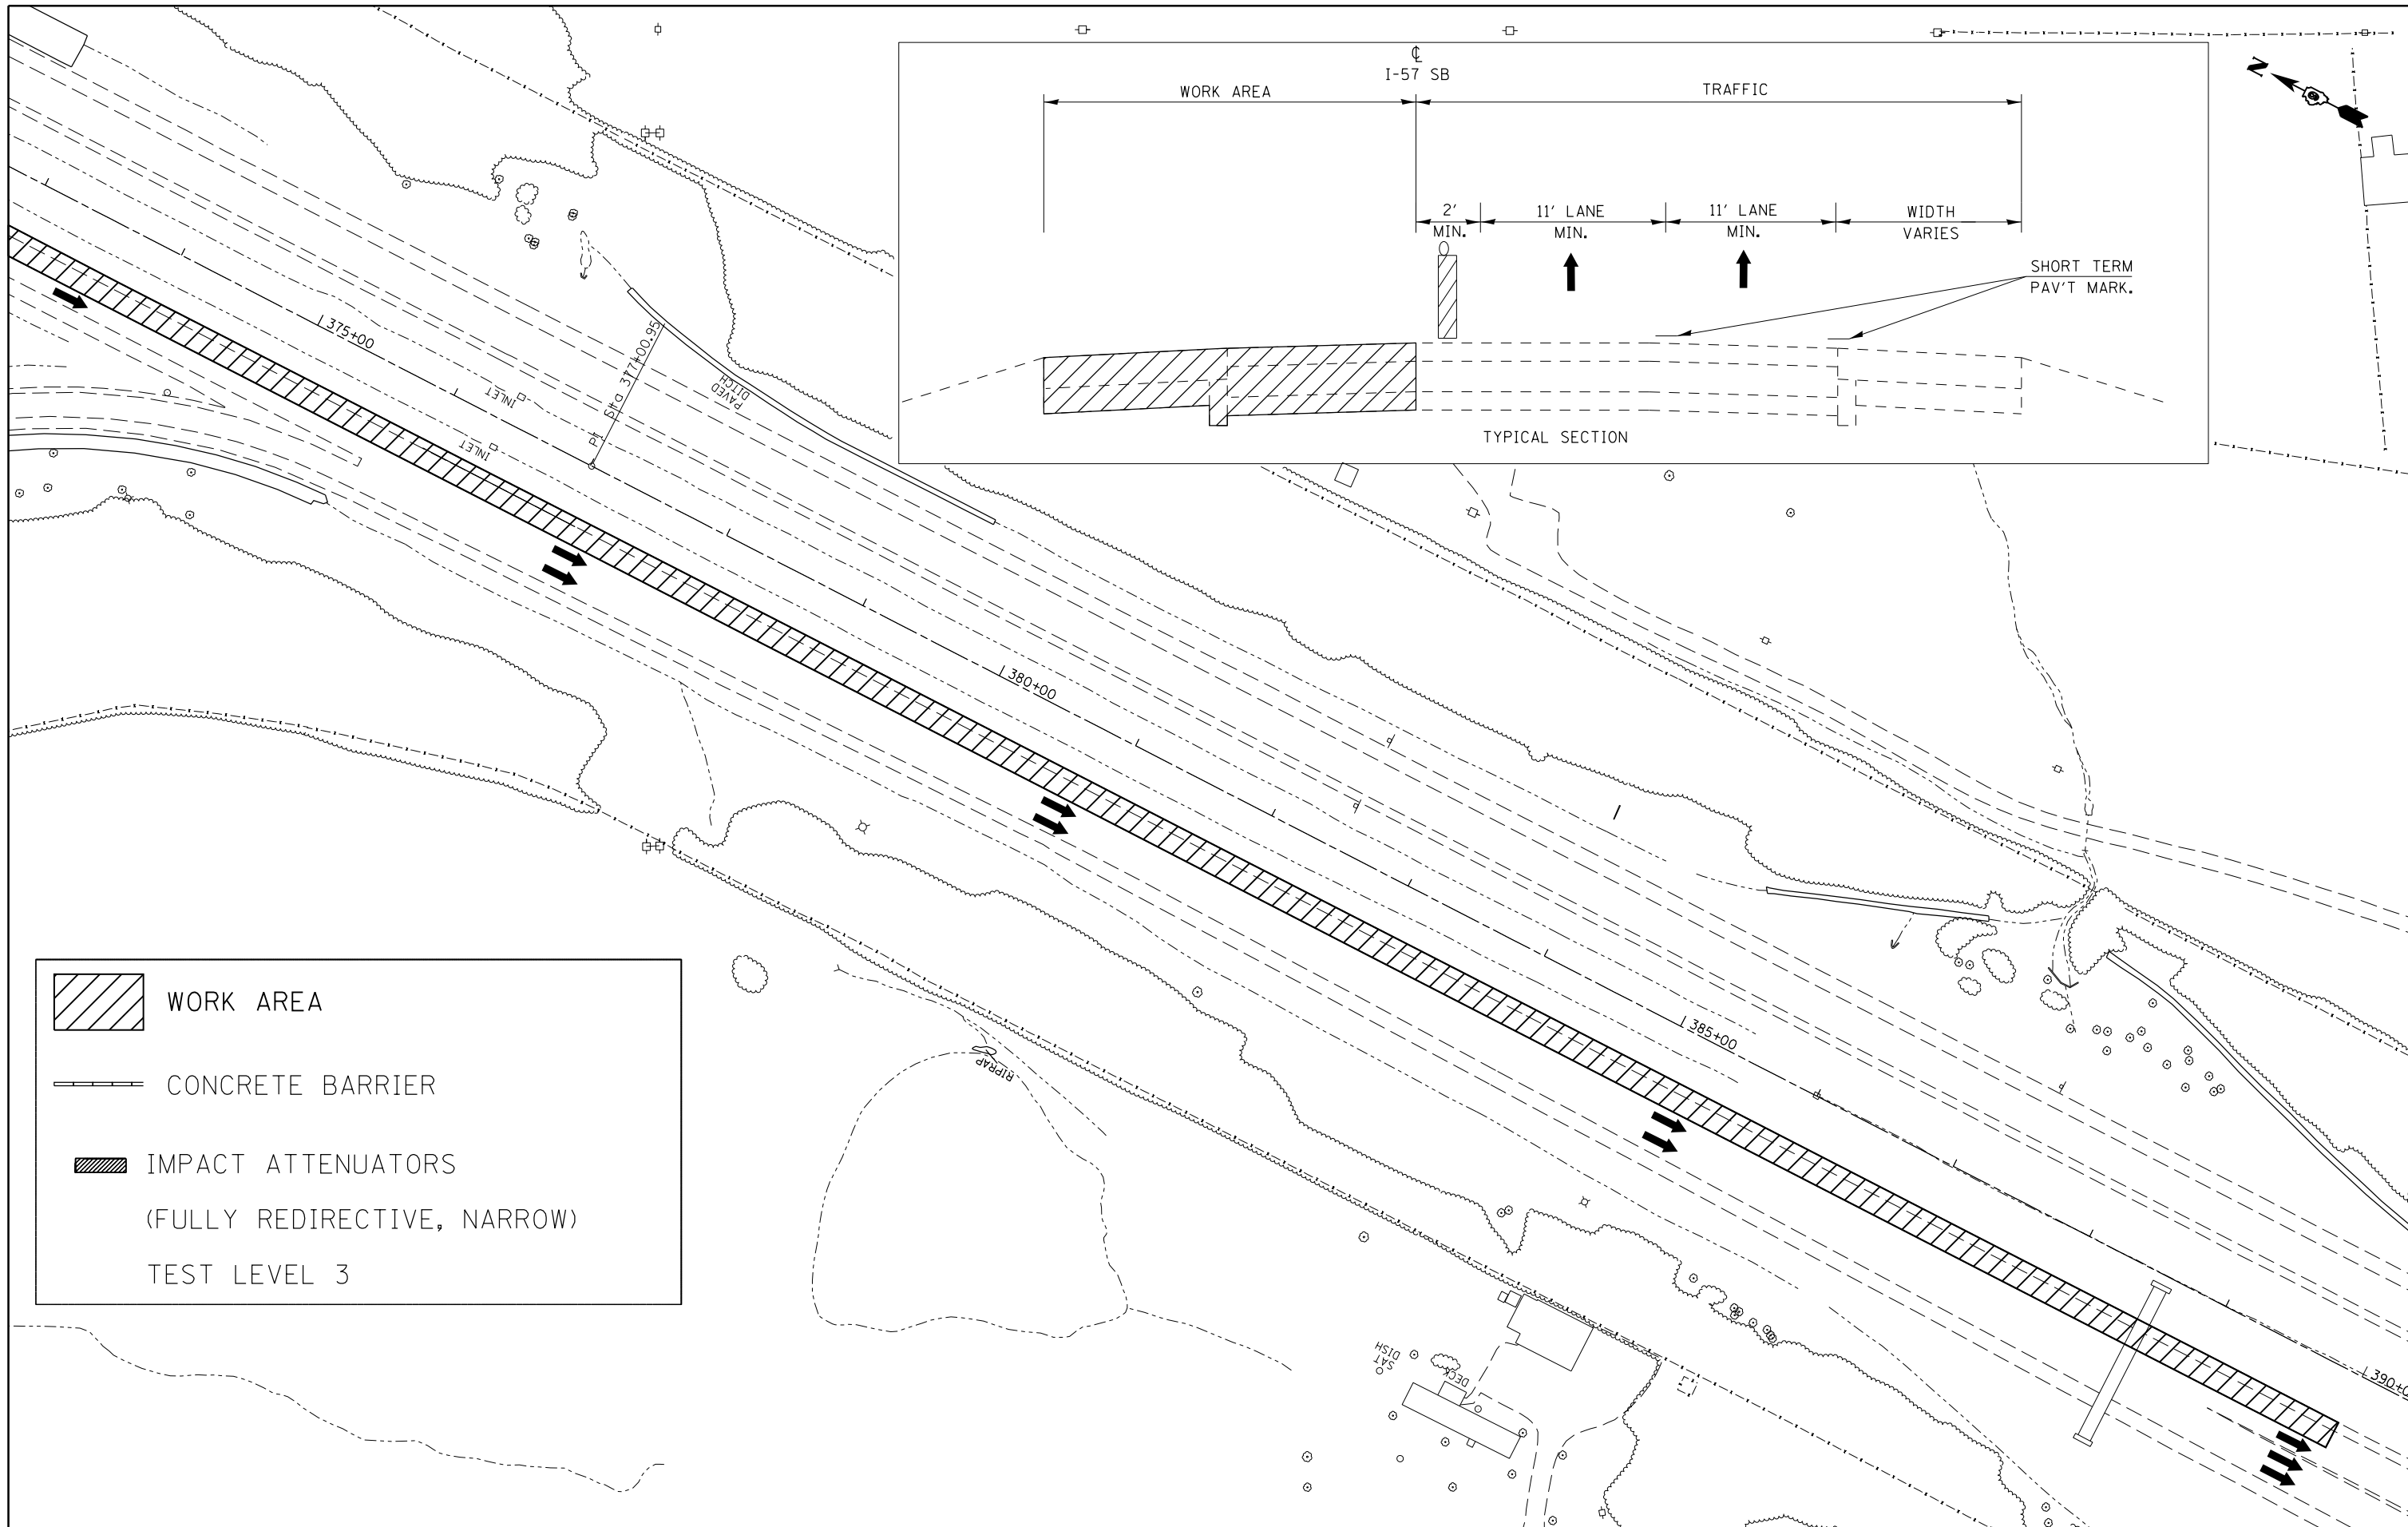 ℄
I-57 SB
WORK AREA
TRAFFIC
2'
MIN.
11' LANE
MIN.
11' LANE
MIN.
WIDTH
VARIES
SHORT TERM
PAV'T MARK.
TYPICAL SECTION
N
375+00
PI Sta 377+00.95
INLET
INLET
PAVED
DITCH
380+00
385+00
390+0
RIPRAP
SAT
DISH
DECK
WORK AREA
CONCRETE BARRIER
IMPACT ATTENUATORS
(FULLY REDIRECTIVE, NARROW)
TEST LEVEL 3